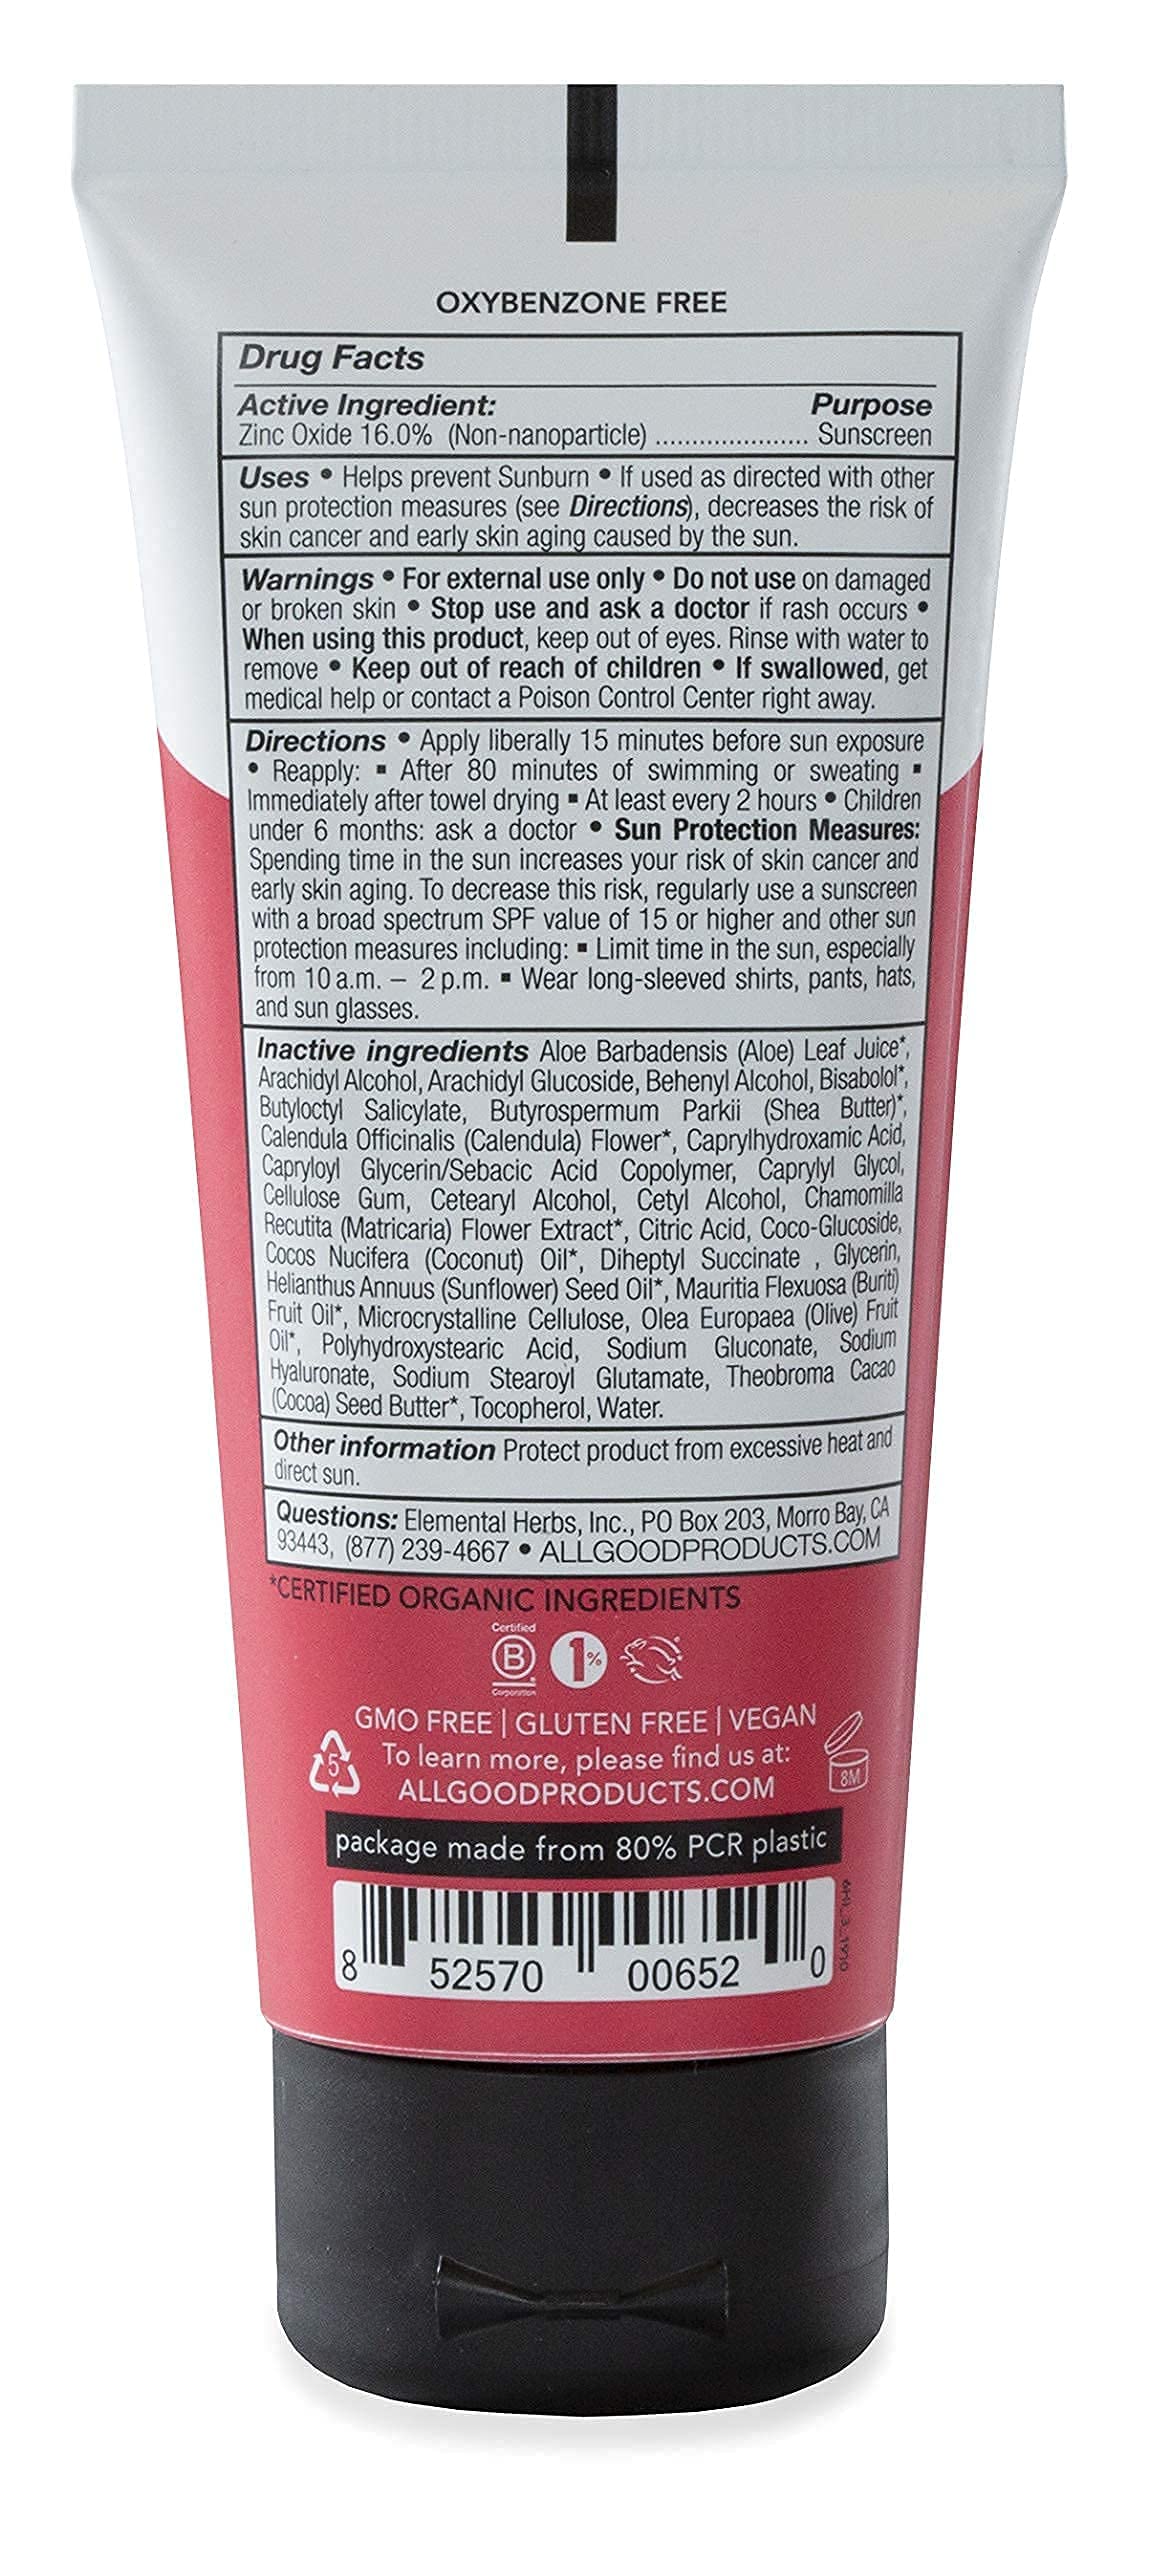 OXYBENZONE FREE
Drug Facts
Active Ingredient: Purpose
Zinc Oxide 16.0% (Non-nanoparticle) ..................... Sunscreen
Uses • Helps prevent Sunburn • If used as directed with other
sun protection measures (see Directions), decreases the risk of
skin cancer and early skin aging caused by the sun.
Warnings • For external use only • Do not use on damaged
or broken skin • Stop use and ask a doctor if rash occurs •
When using this product, keep out of eyes. Rinse with water to
remove • Keep out of reach of children • If swallowed, get
medical help or contact a Poison Control Center right away.
Directions • Apply liberally 15 minutes before sun exposure
• Reapply: ▪ After 80 minutes of swimming or sweating ▪
Immediately after towel drying ▪ At least every 2 hours • Children
under 6 months: ask a doctor • Sun Protection Measures:
Spending time in the sun increases your risk of skin cancer and
early skin aging. To decrease this risk, regularly use a sunscreen
with a broad spectrum SPF value of 15 or higher and other sun
protection measures including: ▪ Limit time in the sun, especially
from 10 a.m. – 2 p.m. ▪ Wear long-sleeved shirts, pants, hats,
and sun glasses.
Inactive ingredients Aloe Barbadensis (Aloe) Leaf Juice*,
Arachidyl Alcohol, Arachidyl Glucoside, Behenyl Alcohol, Bisabolol*,
Butyloctyl Salicylate, Butyrospermum Parkii (Shea Butter)*,
Calendula Officinalis (Calendula) Flower*, Caprylhydroxamic Acid,
Capryloyl Glycerin/Sebacic Acid Copolymer, Caprylyl Glycol,
Cellulose Gum, Cetearyl Alcohol, Cetyl Alcohol, Chamomilla
Recutita (Matricaria) Flower Extract*, Citric Acid, Coco-Glucoside,
Cocos Nucifera (Coconut) Oil*, Diheptyl Succinate , Glycerin,
Helianthus Annuus (Sunflower) Seed Oil*, Mauritia Flexuosa (Buriti)
Fruit Oil*, Microcrystalline Cellulose, Olea Europaea (Olive) Fruit
Oil*, Polyhydroxystearic Acid, Sodium Gluconate, Sodium
Hyaluronate, Sodium Stearoyl Glutamate, Theobroma Cacao
(Cocoa) Seed Butter*, Tocopherol, Water.
Other information Protect product from excessive heat and
direct sun.
Questions: Elemental Herbs, Inc., PO Box 203, Morro Bay, CA
93443, (877) 239-4667 • ALLGOODPRODUCTS.COM
*CERTIFIED ORGANIC INGREDIENTS
Certified
B
Corporation
1%
GMO FREE | GLUTEN FREE | VEGAN
5
To learn more, please find us at:
8M
ALLGOODPRODUCTS.COM
package made from 80% PCR plastic
8 52570 00652 0